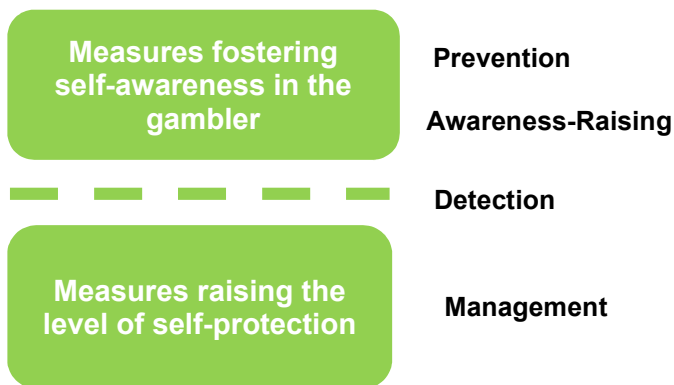 Measures fostering
self-awareness in the
gambler
Prevention
Awareness-Raising
Detection
Measures raising the
level of self-protection
Management